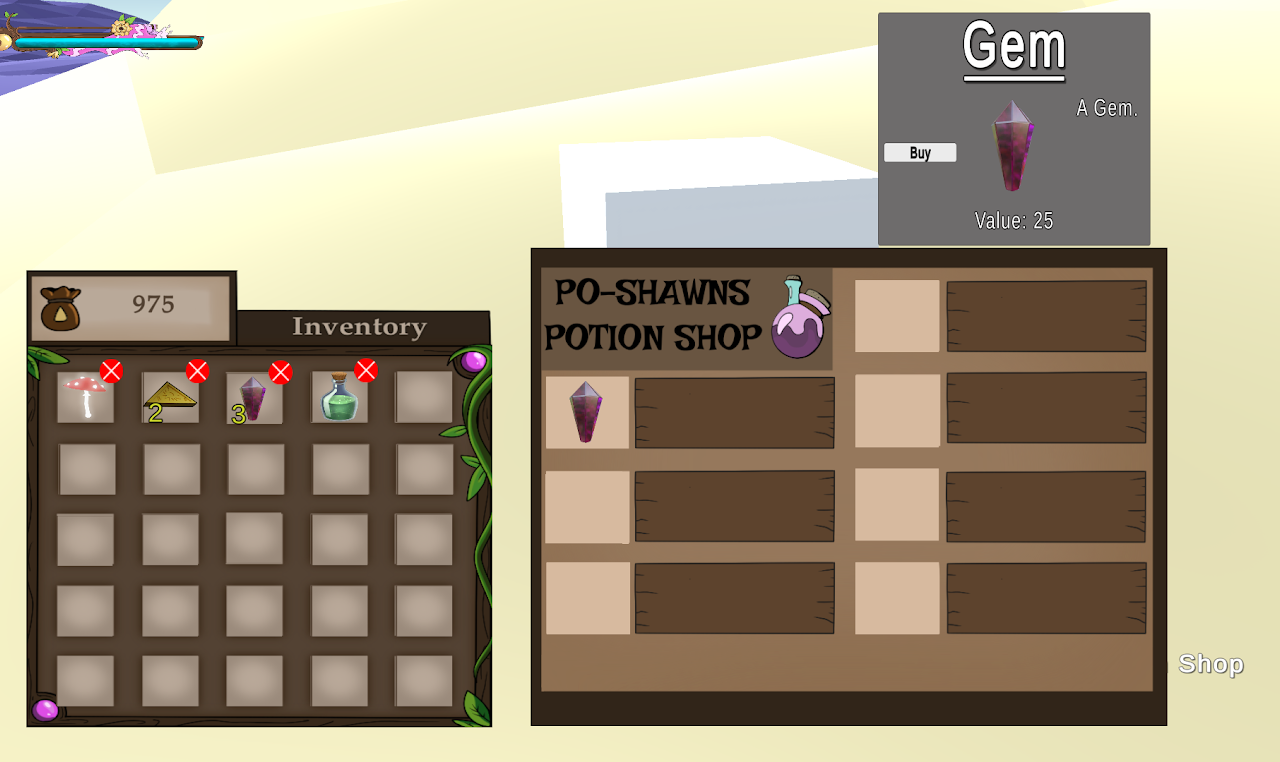 Gem
A Gem.
Buy
Value: 25
975
Inventory
2
3
PO-SHAWNS
POTION SHOP
Shop